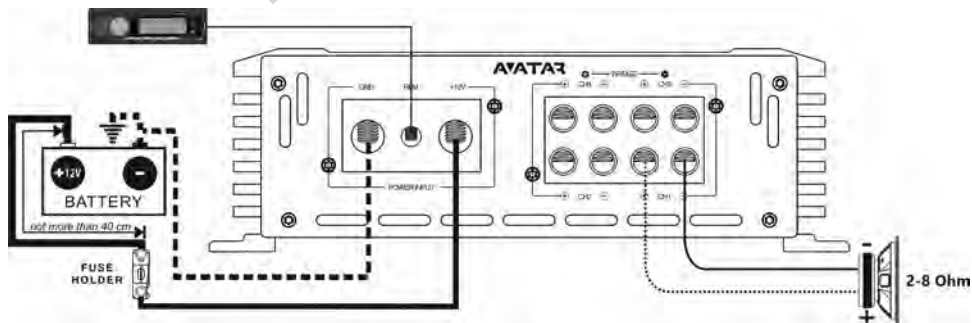 AVATAR
BRIDGE
CH4 CH3
GND REM +12V
POWER INPUT
CH2 CH1
+12V -
BATTERY
not more than 40 cm
FUSE
HOLDER
-
2-8 Ohm
+